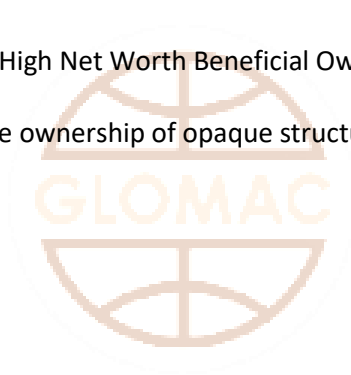 High Net Worth Beneficial Ow
e ownership of opaque structu
GLOMAC